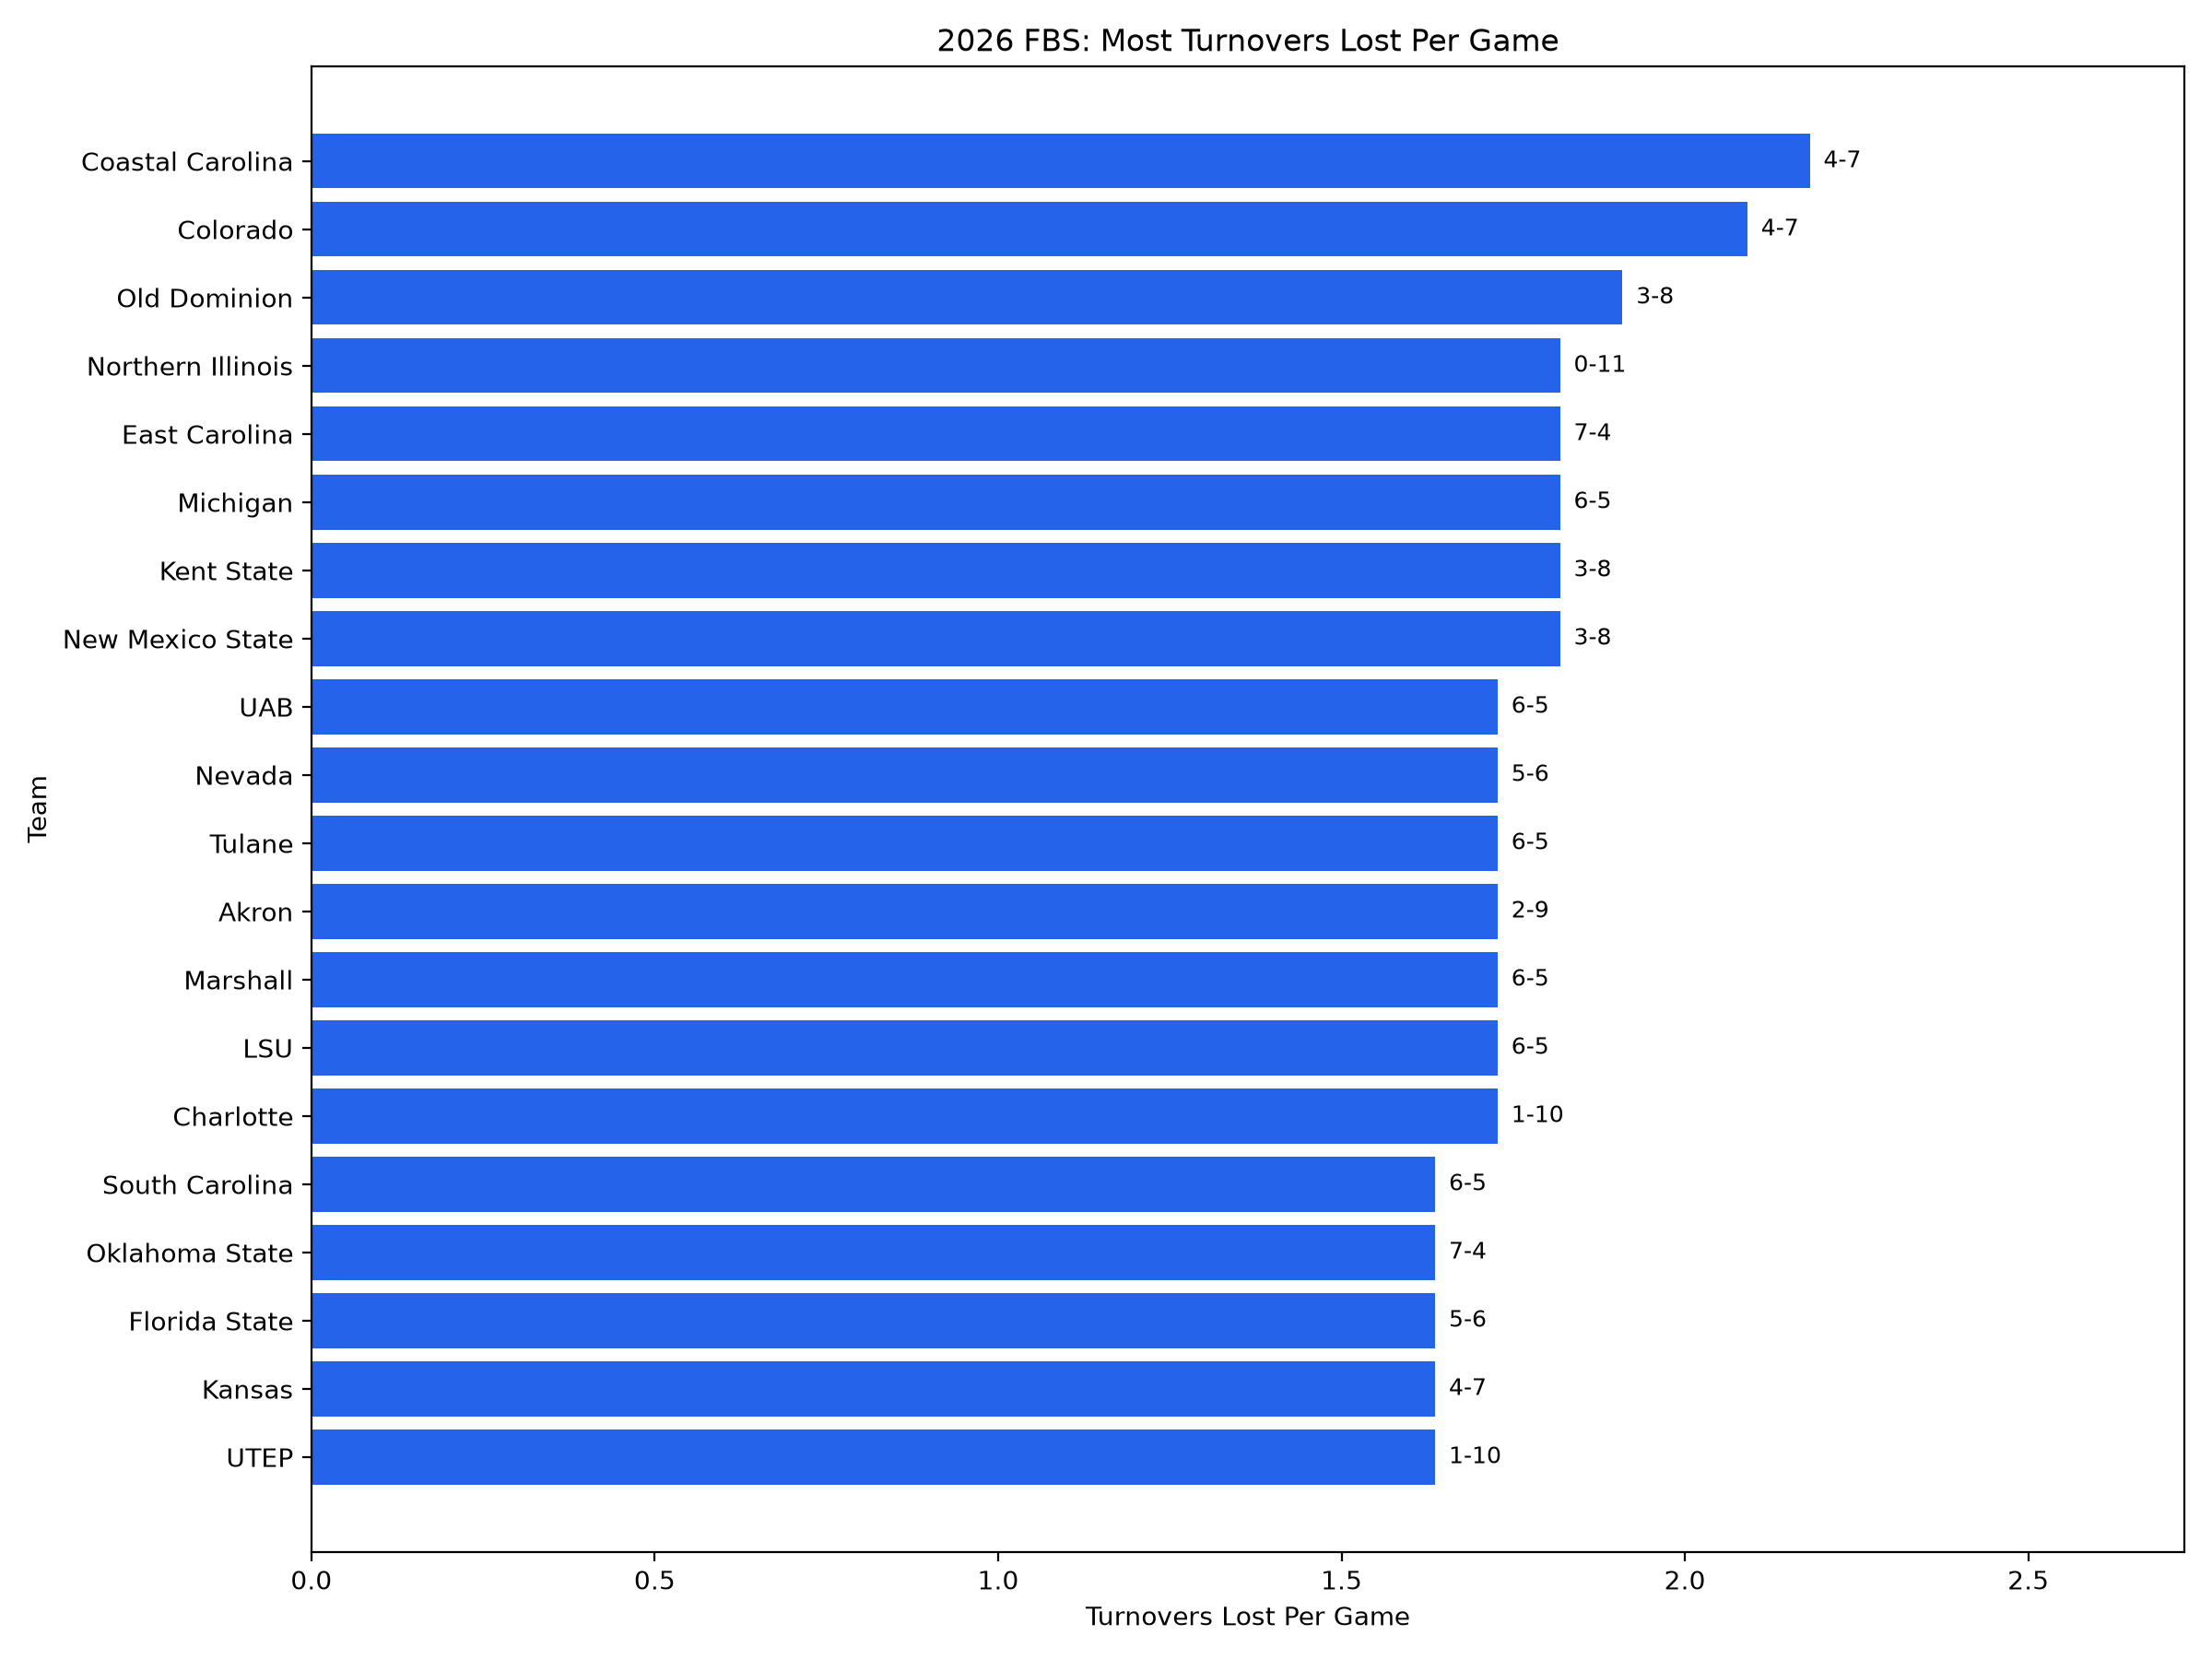 2026 FBS: Most Turnovers Lost Per Game
Coastal Carolina 4-7
Colorado 4-7
Old Dominion 3-8
Northern Illinois 0-11
East Carolina 7-4
Michigan 6-5
Kent State 3-8
New Mexico State 3-8
UAB 6-5
Nevada 5-6
Tulane 6-5
Akron 2-9
Marshall 6-5
LSU 6-5
Charlotte 1-10
South Carolina 6-5
Oklahoma State 7-4
Florida State 5-6
Kansas 4-7
UTEP 1-10
Team
0.0 0.5 1.0 1.5 2.0 2.5
Turnovers Lost Per Game